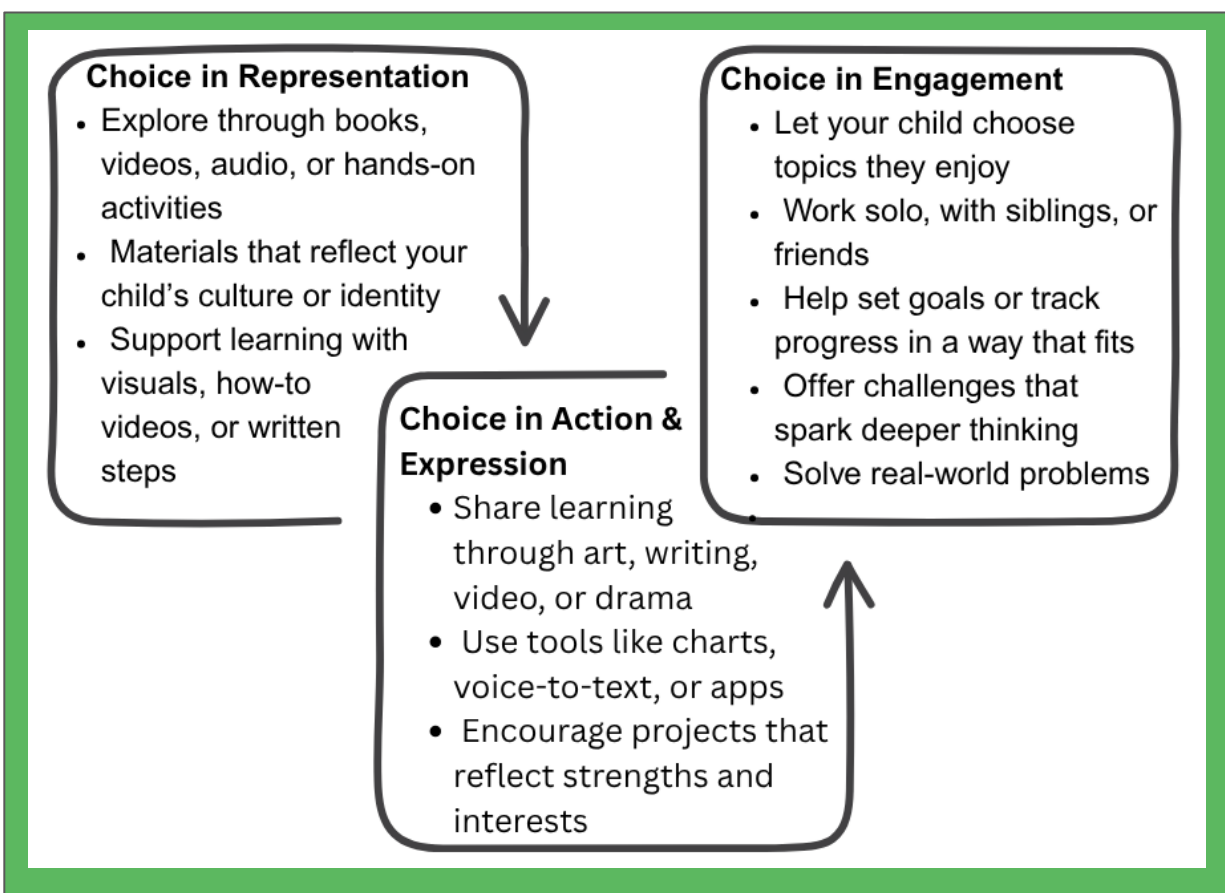 Choice in Representation
• Explore through books,
videos, audio, or hands-on
activities
• Materials that reflect your
child’s culture or identity
• Support learning with
visuals, how-to
videos, or written
steps
Choice in Action &
Expression
• Share learning
through art, writing,
video, or drama
• Use tools like charts,
voice-to-text, or apps
• Encourage projects that
reflect strengths and
interests
Choice in Engagement
• Let your child choose
topics they enjoy
• Work solo, with siblings, or
friends
• Help set goals or track
progress in a way that fits
• Offer challenges that
spark deeper thinking
• Solve real-world problems
•